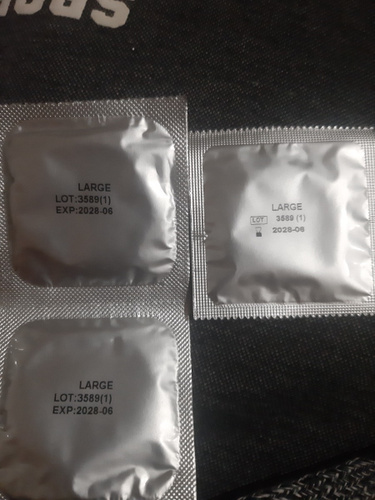 LARGE
LOT:3589(1)
EXP:2028-06
LARGE
LOT 3589 (1)
2028-06
LARGE
LOT:3589(1)
EXP:2028-06